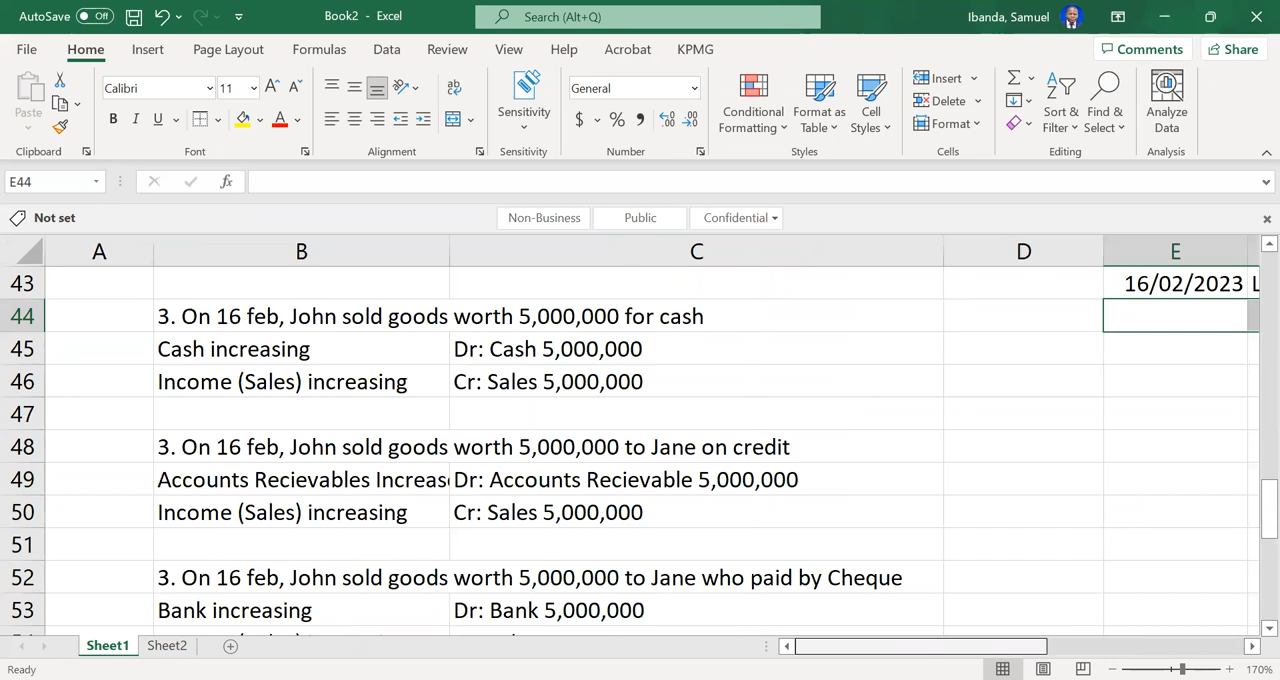 AutoSave Off Book2 - Excel Search (Alt+Q) Ibanda, Samuel
File Home Insert Page Layout Formulas Data Review View Help Acrobat KPMG Comments Share
Paste Calibri 11 A A ab General Insert
B I U A Sensitivity $ % Conditional Formatting Format as Table Cell Styles Delete Sort & Filter Find & Select Analyze Data
Format
Clipboard Font Alignment Sensitivity Number Styles Cells Editing Analysis
E44 fx
Not set Non-Business Public Confidential
A B C D E
43 16/02/2023
44 3. On 16 feb, John sold goods worth 5,000,000 for cash
45 Cash increasing Dr: Cash 5,000,000
46 Income (Sales) increasing Cr: Sales 5,000,000
47
48 3. On 16 feb, John sold goods worth 5,000,000 to Jane on credit
49 Accounts Recievables Increas Dr: Accounts Recievable 5,000,000
50 Income (Sales) increasing Cr: Sales 5,000,000
51
52 3. On 16 feb, John sold goods worth 5,000,000 to Jane who paid by Cheque
53 Bank increasing Dr: Bank 5,000,000
Sheet1 Sheet2
Ready 170%